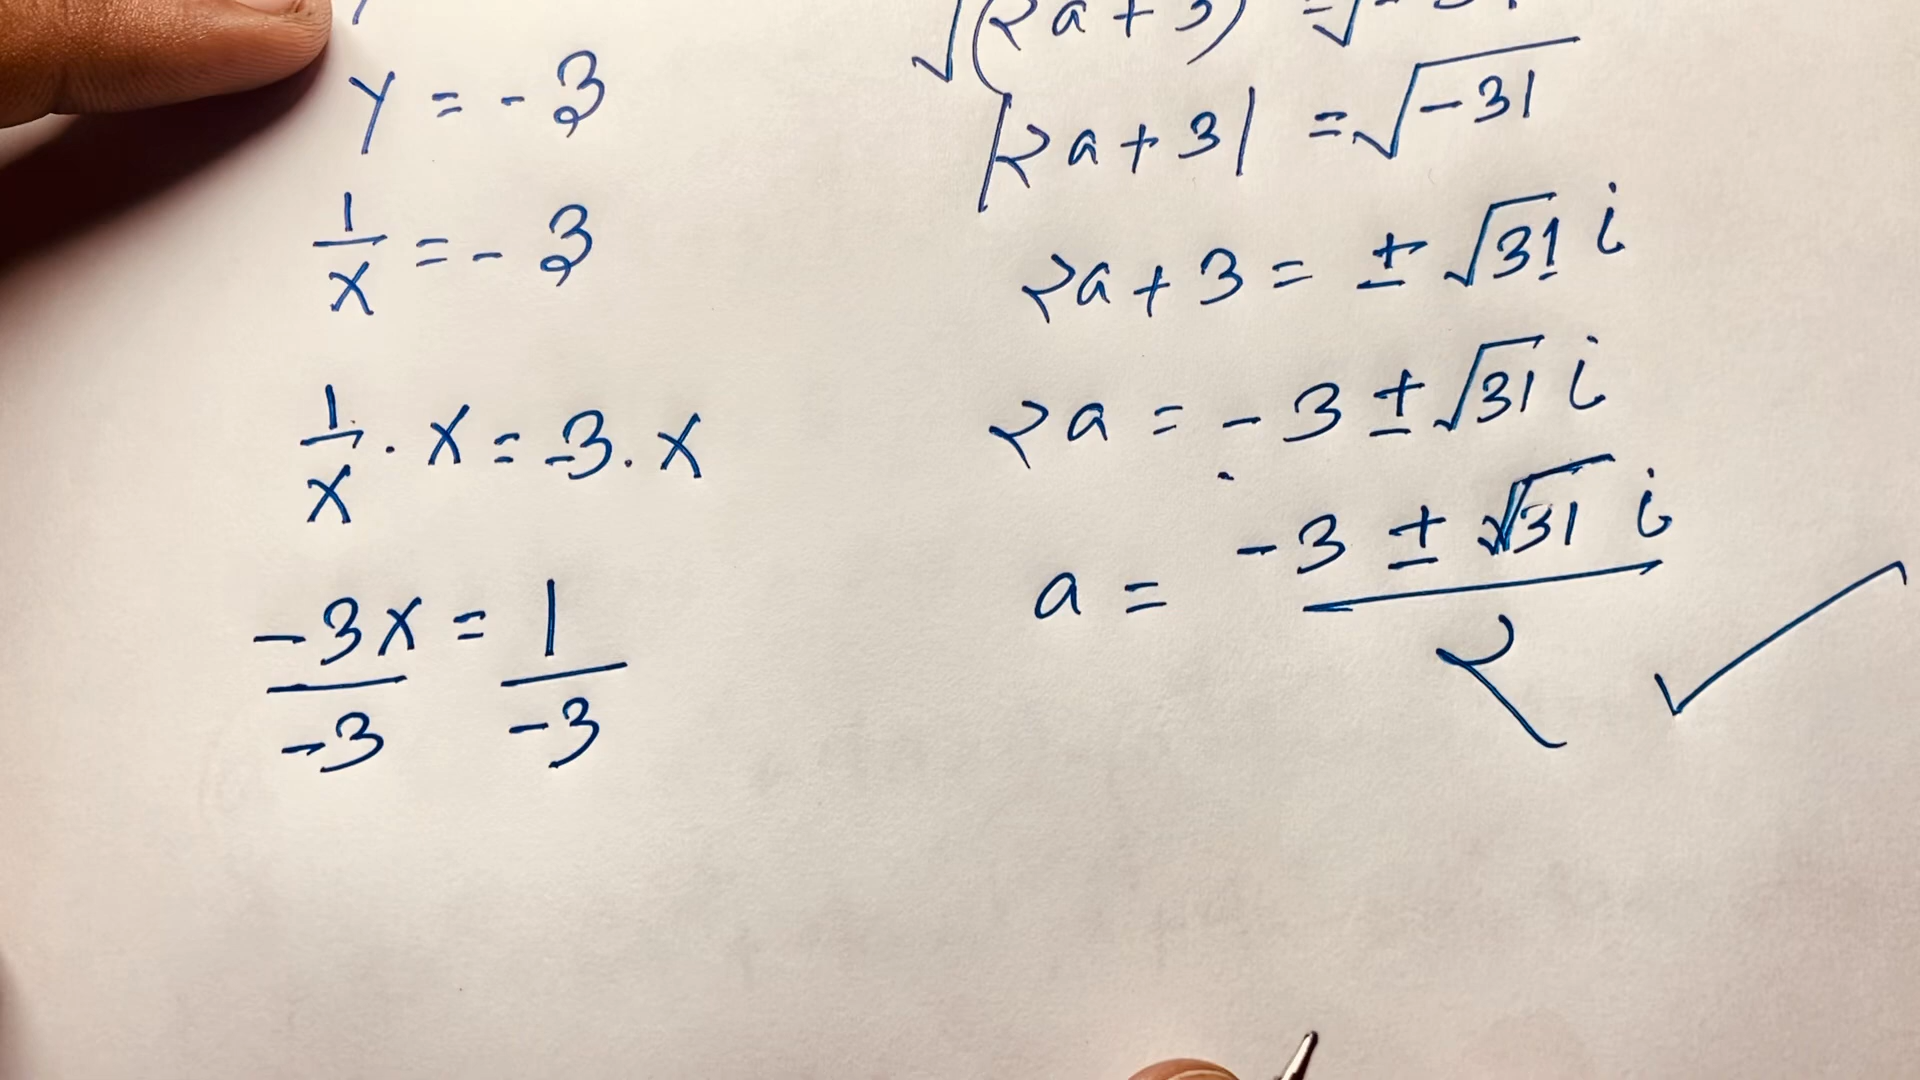 y = - 3
1/x = - 3
1/x . x = -3 . x
-3x/-3 = 1/-3
|2a + 3| = √-31
2a + 3 = ± √31 i
2a = - 3 ± √31 i
a = (-3 ± √31 i)/2